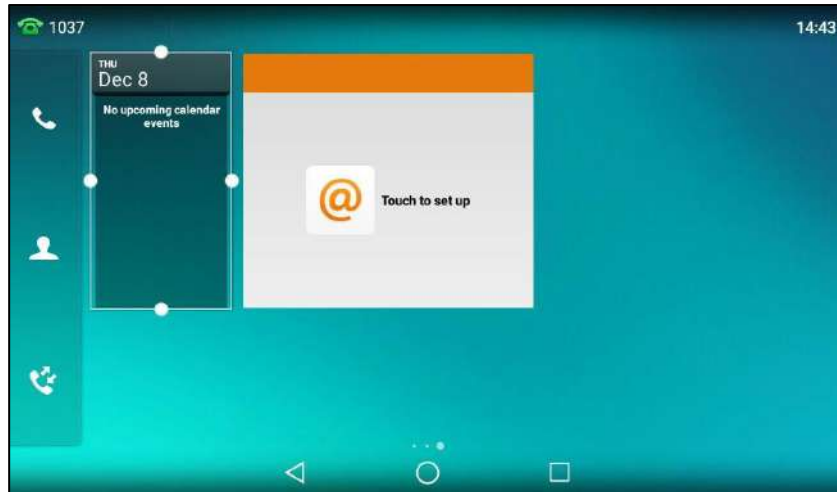 1037
14:43
THU
Dec 8
No upcoming calendar
events
@
Touch to set up